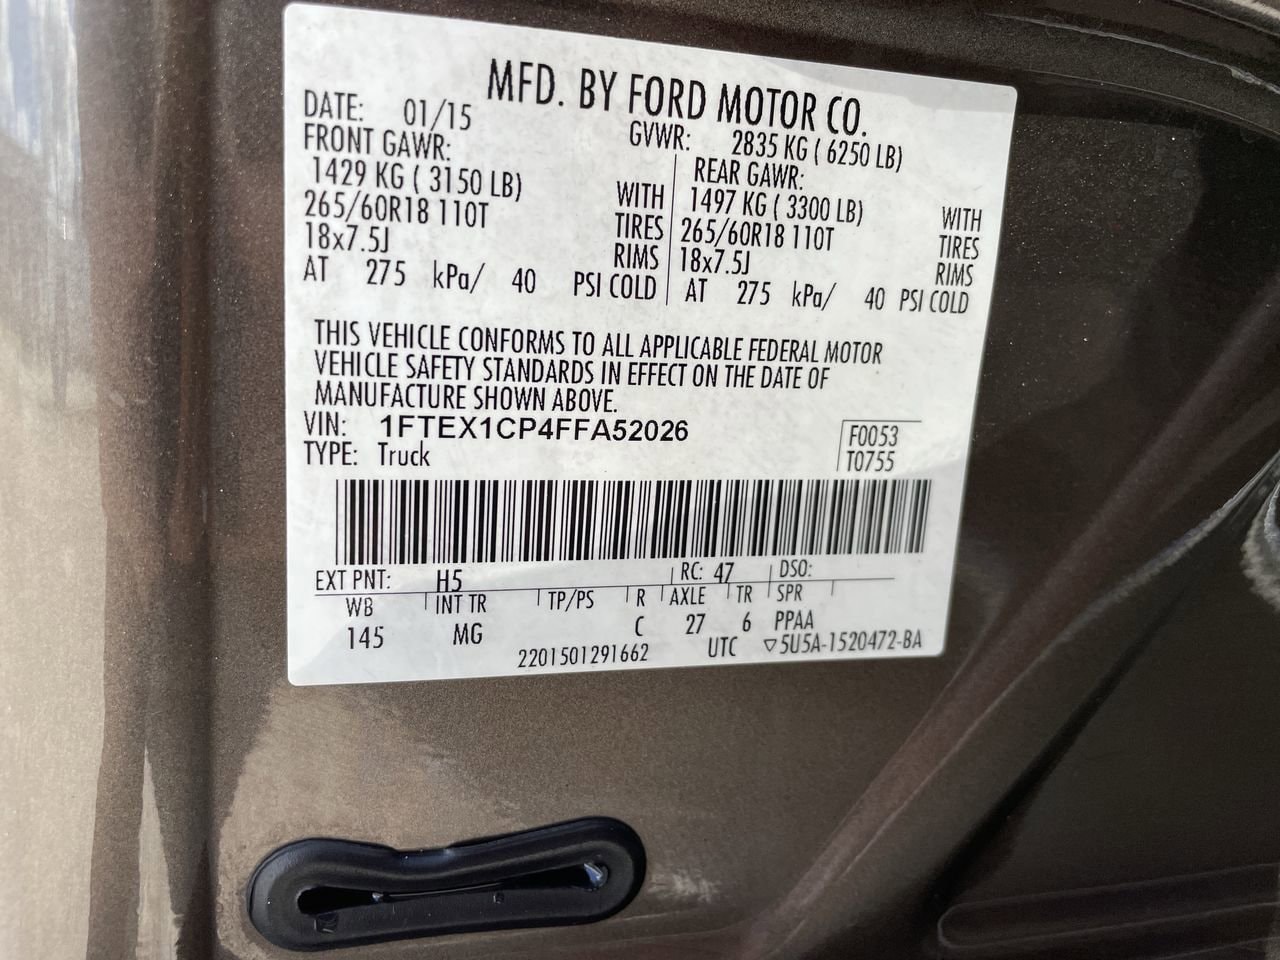 MFD. BY FORD MOTOR CO.
DATE: 01/15 GVWR: 2835 KG ( 6250 LB)
FRONT GAWR: REAR GAWR:
1429 KG ( 3150 LB) WITH 1497 KG ( 3300 LB) WITH
265/60R18 110T TIRES 265/60R18 110T TIRES
18x7.5J RIMS 18x7.5J RIMS
AT 275 kPa/ 40 PSI COLD AT 275 kPa/ 40 PSI COLD
THIS VEHICLE CONFORMS TO ALL APPLICABLE FEDERAL MOTOR
VEHICLE SAFETY STANDARDS IN EFFECT ON THE DATE OF
MANUFACTURE SHOWN ABOVE.
VIN: 1FTEX1CP4FFA52026 F0053
TYPE: Truck T0755
EXT PNT: H5 RC: 47 DSO:
WB INT TR TP/PS R AXLE TR SPR
145 MG C 27 6 PPAA
2201501291662 UTC ▽5U5A-1520472-BA